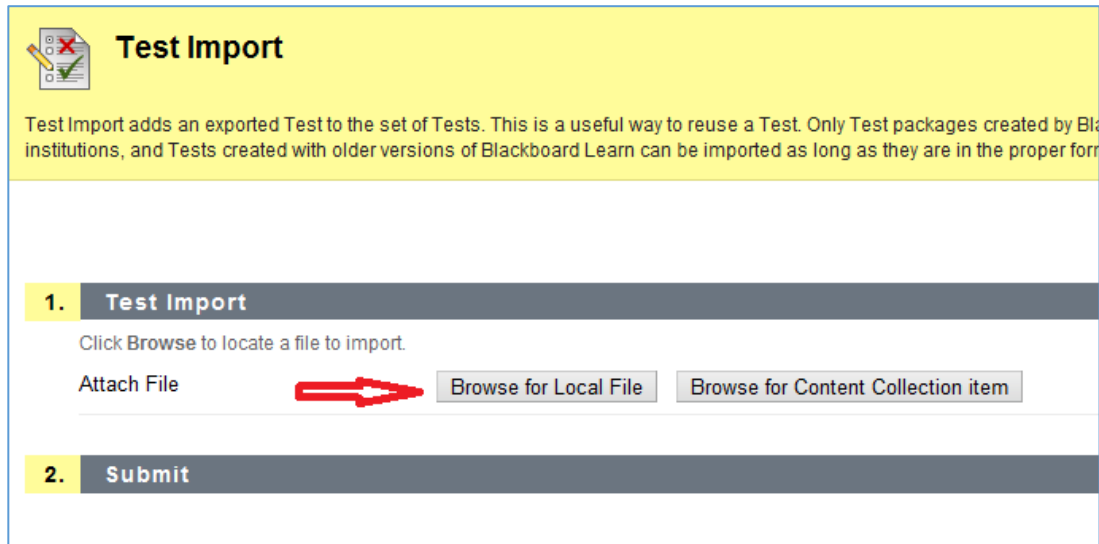 Test Import
Test Import adds an exported Test to the set of Tests. This is a useful way to reuse a Test. Only Test packages created by
institutions, and Tests created with older versions of Blackboard Learn can be imported as long as they are in the proper
1. Test Import
Click Browse to locate a file to import.
Attach File Browse for Local File Browse for Content Collection item
2. Submit